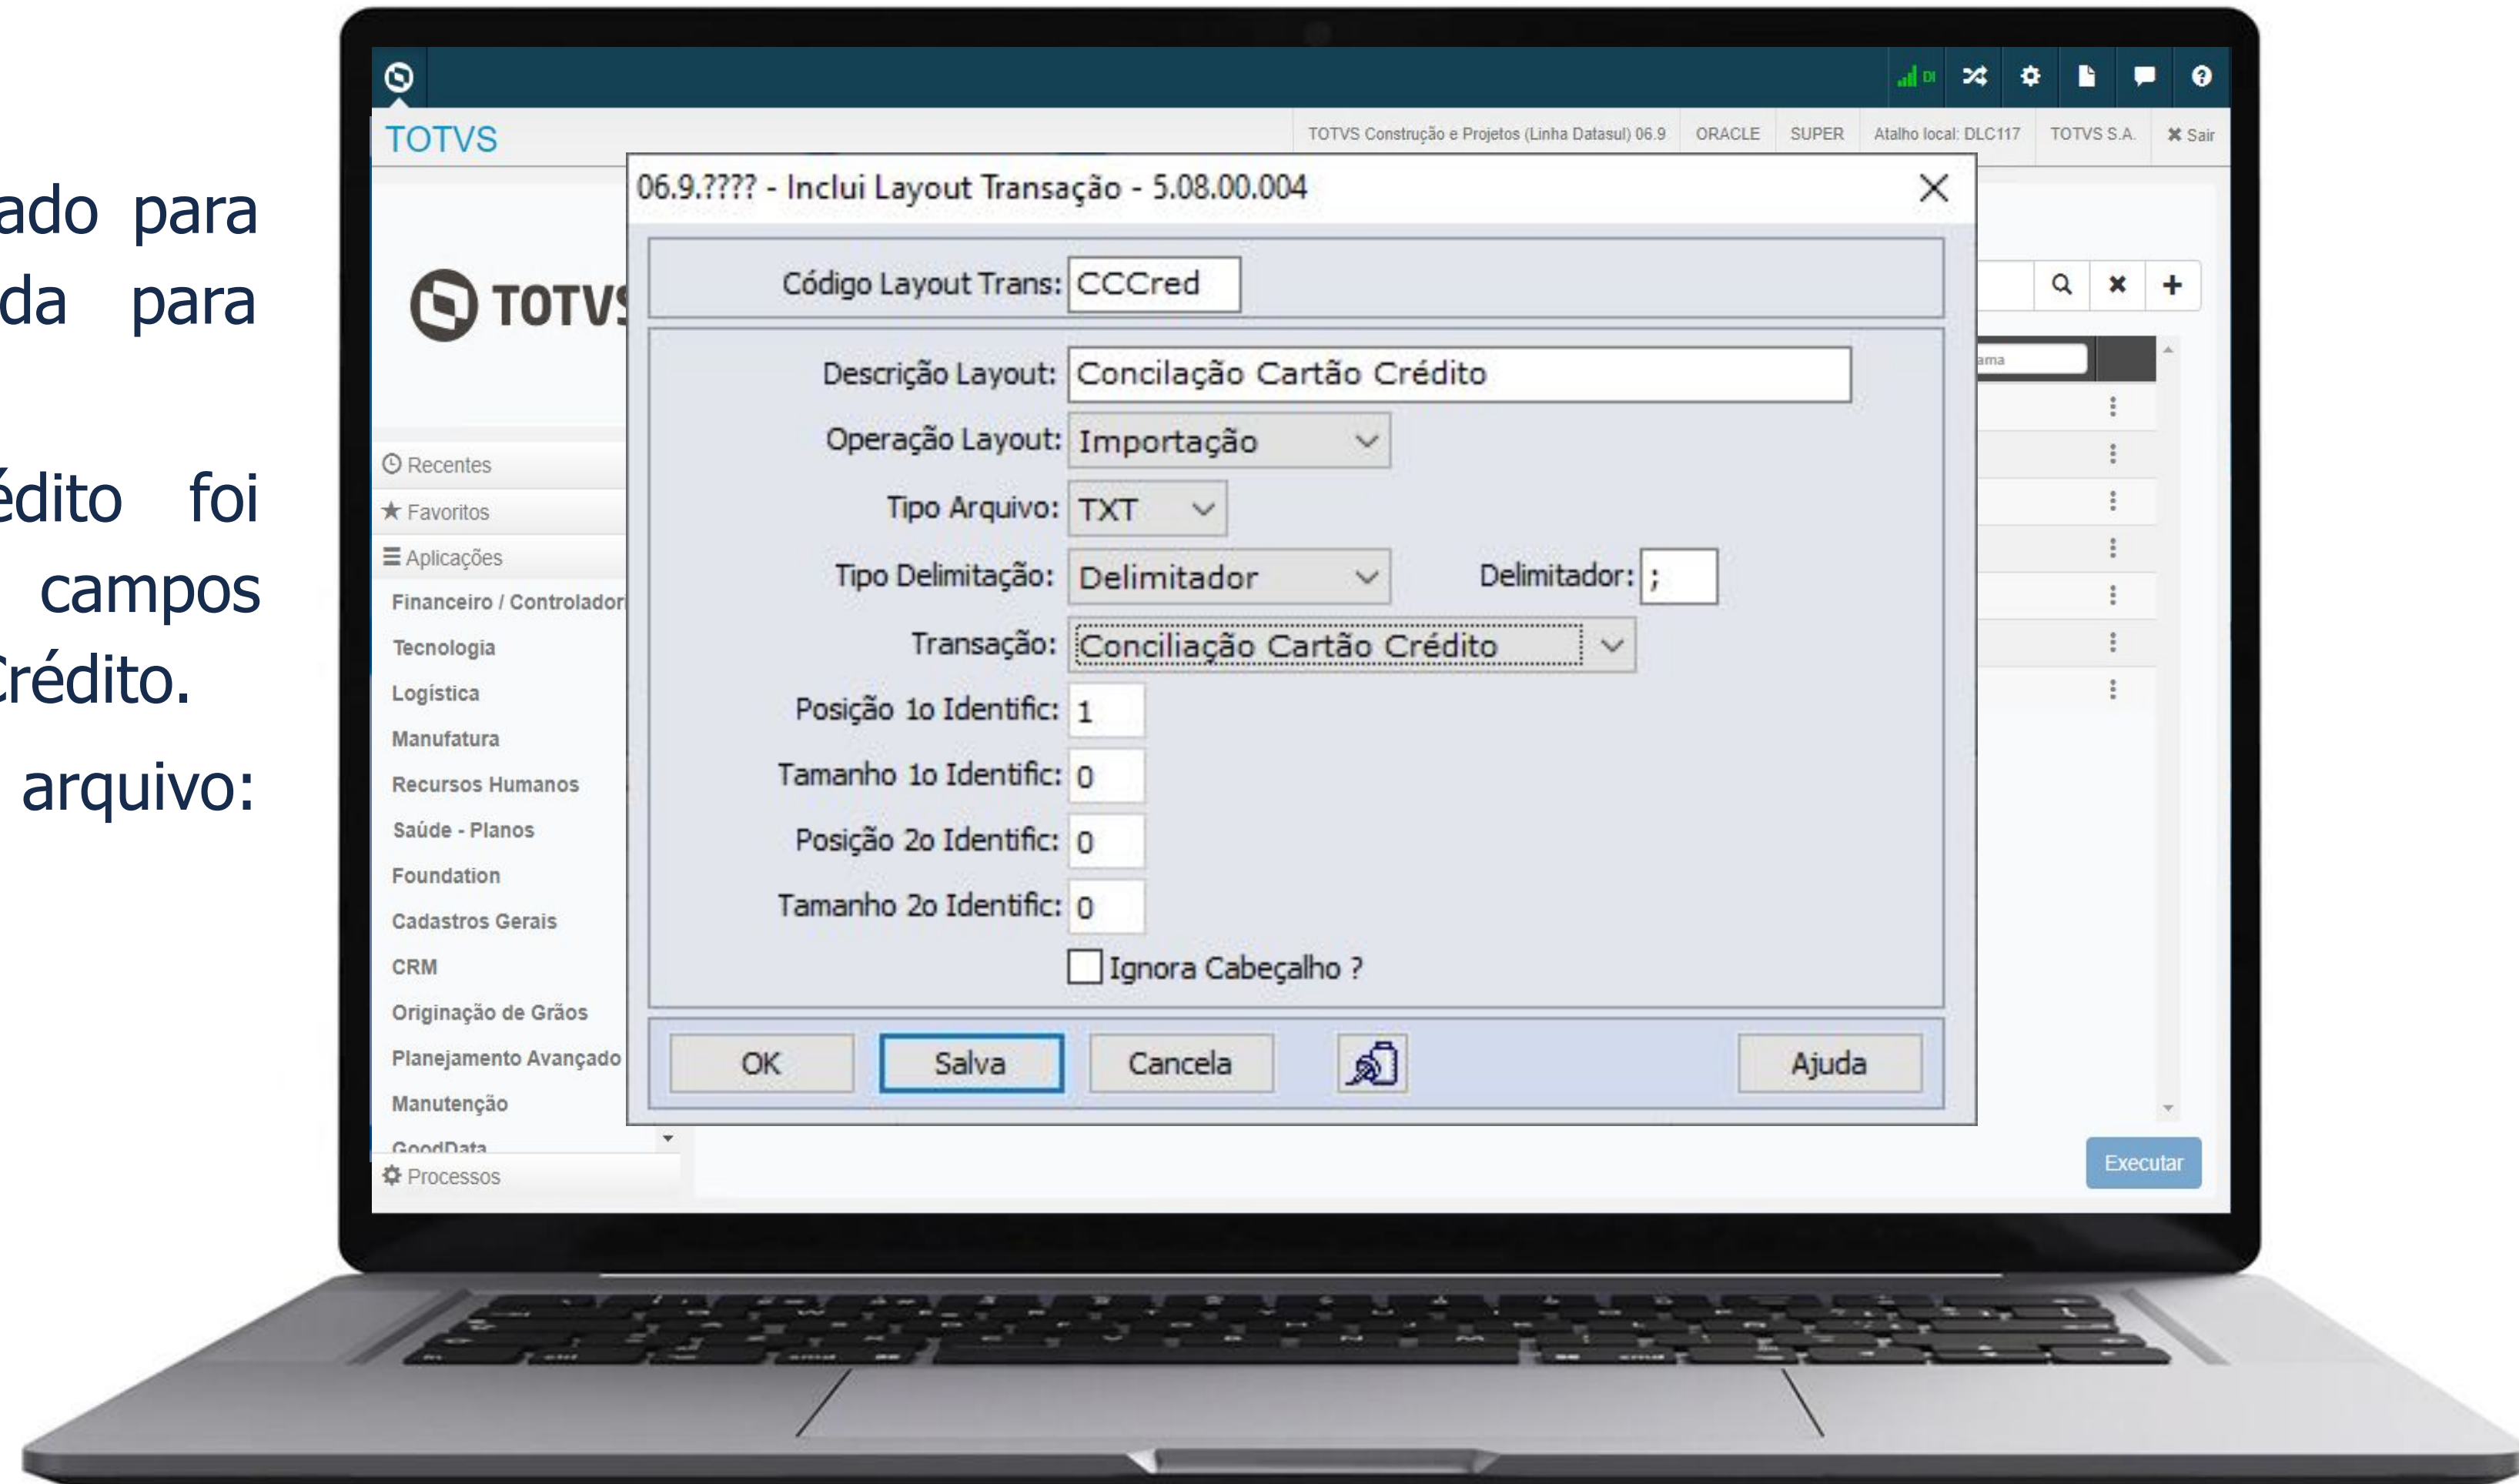 ado para
da para
édito foi
campos
Crédito.
arquivo:
DI
TOTVS
TOTVS Construção e Projetos (Linha Datasul) 06.9 ORACLE SUPER Atalho local: DLC117 TOTVS S.A. Sair
TOTVS
Recentes
Favoritos
Aplicações
Financeiro / Controlador
Tecnologia
Logística
Manufatura
Recursos Humanos
Saúde - Planos
Foundation
Cadastros Gerais
CRM
Originação de Grãos
Planejamento Avançado
Manutenção
GoodData
Processos
06.9.???? - Inclui Layout Transação - 5.08.00.004
Código Layout Trans: CCCred
Descrição Layout: Concilação Cartão Crédito
Operação Layout: Importação
Tipo Arquivo: TXT
Tipo Delimitação: Delimitador Delimitador: ;
Transação: Conciliação Cartão Crédito
Posição 1o Identific: 1
Tamanho 1o Identific: 0
Posição 2o Identific: 0
Tamanho 2o Identific: 0
Ignora Cabeçalho ?
OK Salva Cancela Ajuda
ama
Executar